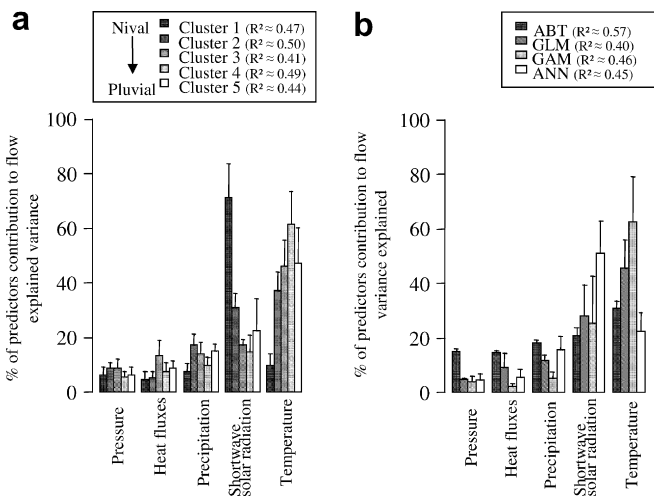 a
Nival
Pluvial
Cluster 1 (R² ≈ 0.47)
Cluster 2 (R² ≈ 0.50)
Cluster 3 (R² ≈ 0.41)
Cluster 4 (R² ≈ 0.49)
Cluster 5 (R² ≈ 0.44)
% of predictors contribution to flow
explained variance
100
80
60
40
20
0
Pressure
Heat fluxes
Precipitation
Shortwave
solar radiation
Temperature
b
ABT (R² ≈ 0.57)
GLM (R² ≈ 0.40)
GAM (R² ≈ 0.46)
ANN (R² ≈ 0.45)
% of predictors contribution to flow
variance explained
100
80
60
40
20
0
Pressure
Heat fluxes
Precipitation
Shortwave
solar radiation
Temperature